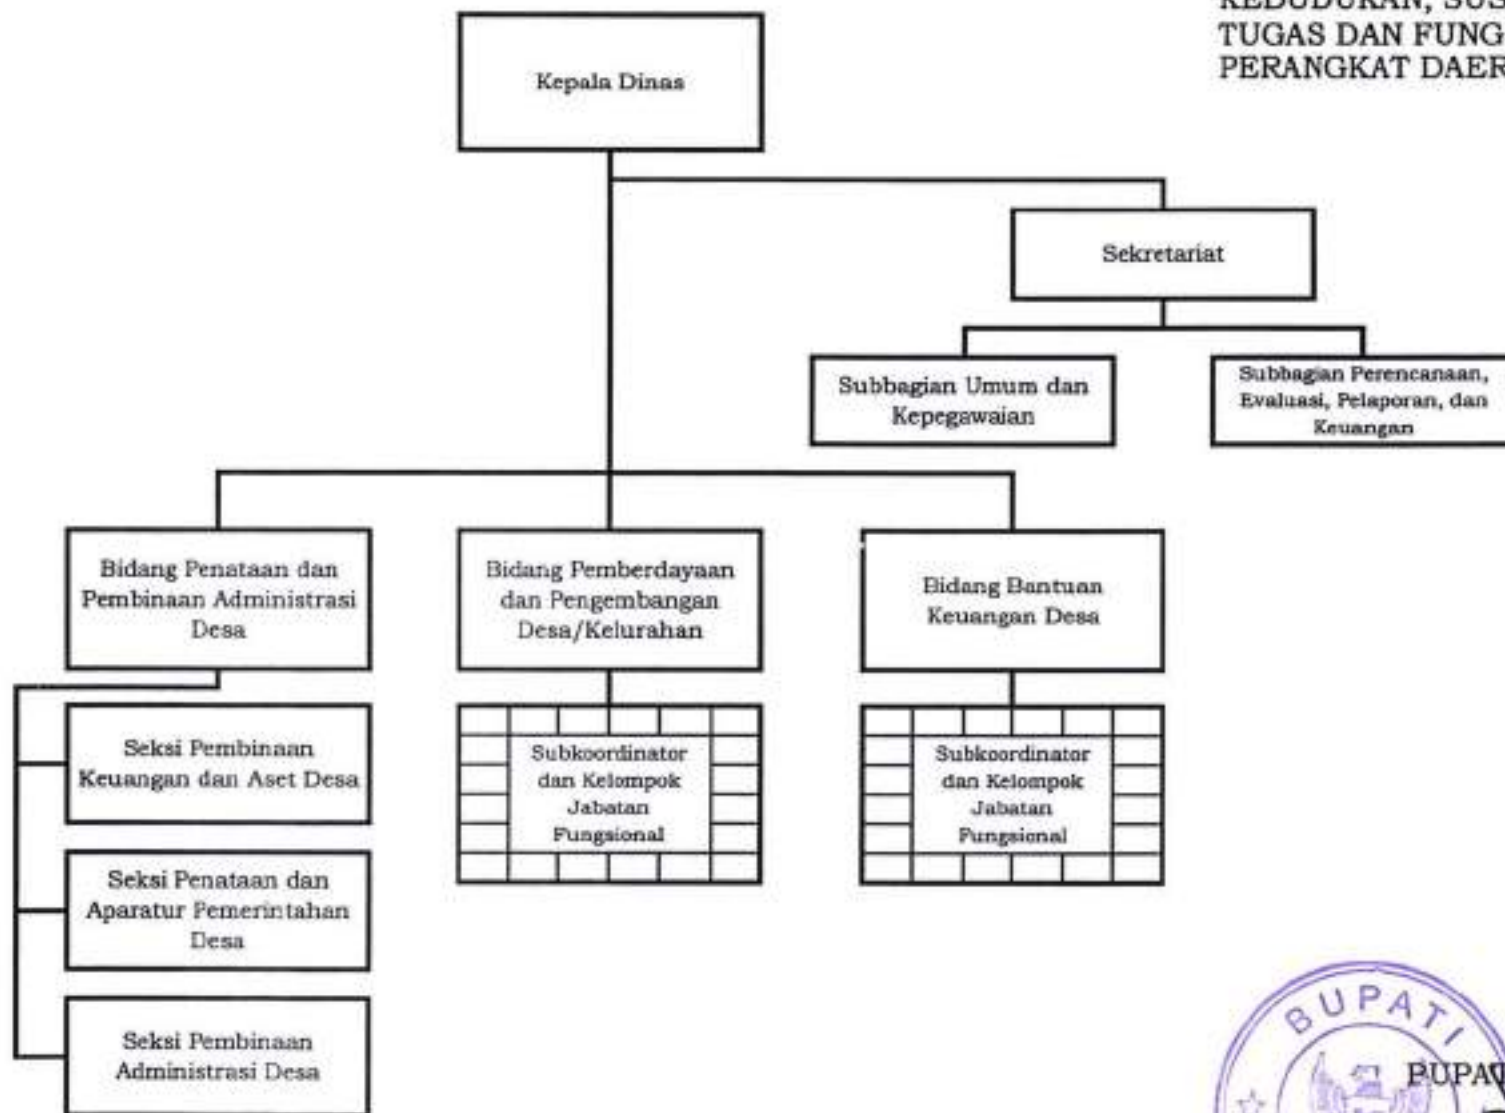 KEDUDUKAN, SUS
TUGAS DAN FUNG
PERANGKAT DAER
Kepala Dinas
Sekretariat
Subbagian Umum dan
Kepegawaian
Subbagian Perencanaan,
Evaluasi, Pelaporan, dan
Keuangan
Bidang Penataan dan
Pembinaan Administrasi
Desa
Bidang Pemberdayaan
dan Pengembangan
Desa/Kelurahan
Bidang Bantuan
Keuangan Desa
Seksi Pembinaan
Keuangan dan Aset Desa
Subkoordinator
dan Kelompok
Jabatan
Fungsional
Subkoordinator
dan Kelompok
Jabatan
Fungsional
Seksi Penataan dan
Aparatur Pemerintahan
Desa
Seksi Pembinaan
Administrasi Desa
BUPATI
BUPAT